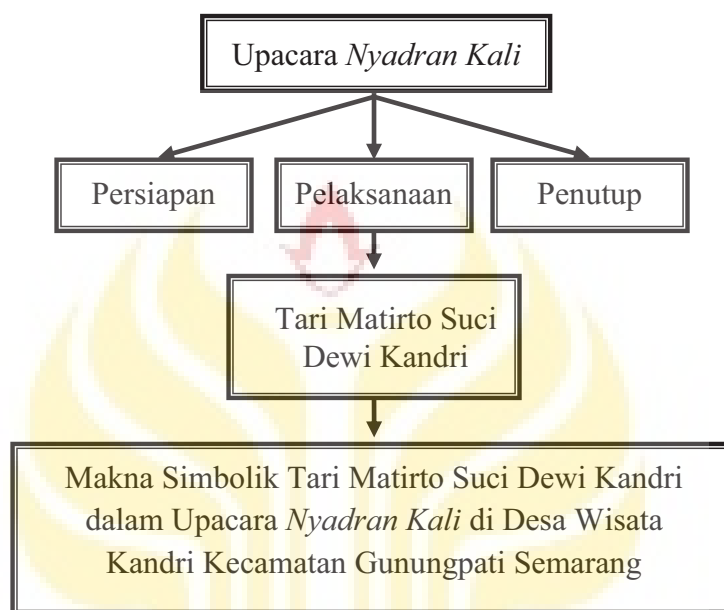 Upacara Nyadran Kali
Persiapan
Pelaksanaan
Penutup
Tari Matirto Suci
Dewi Kandri
Makna Simbolik Tari Matirto Suci Dewi Kandri
dalam Upacara Nyadran Kali di Desa Wisata
Kandri Kecamatan Gunungpati Semarang